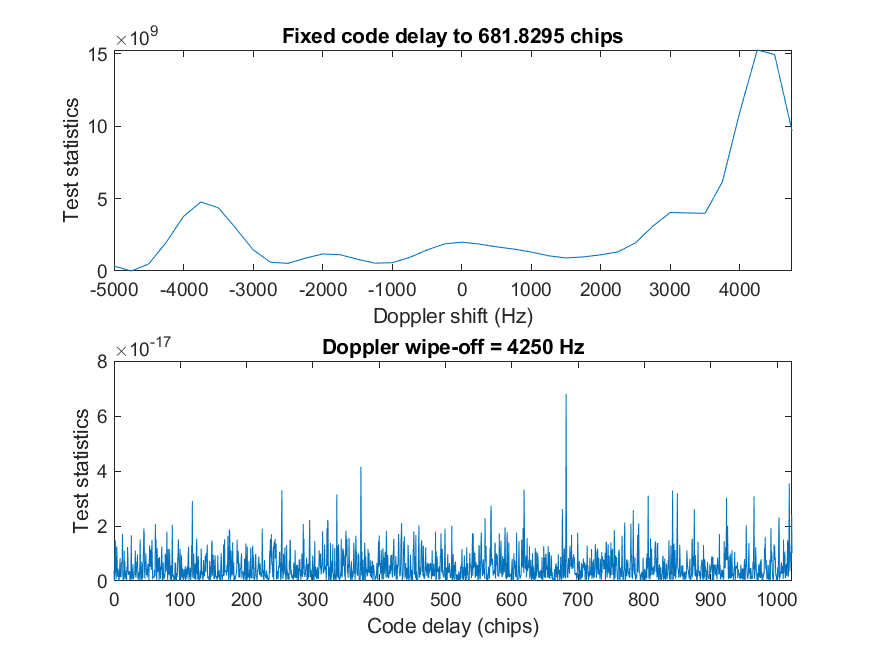 ×10^9
Fixed code delay to 681.8295 chips
15
10
5
0
Test statistics
-5000 -4000 -3000 -2000 -1000 0 1000 2000 3000 4000
Doppler shift (Hz)
×10^-17
Doppler wipe-off = 4250 Hz
8
6
4
2
0
Test statistics
0 100 200 300 400 500 600 700 800 900 1000
Code delay (chips)